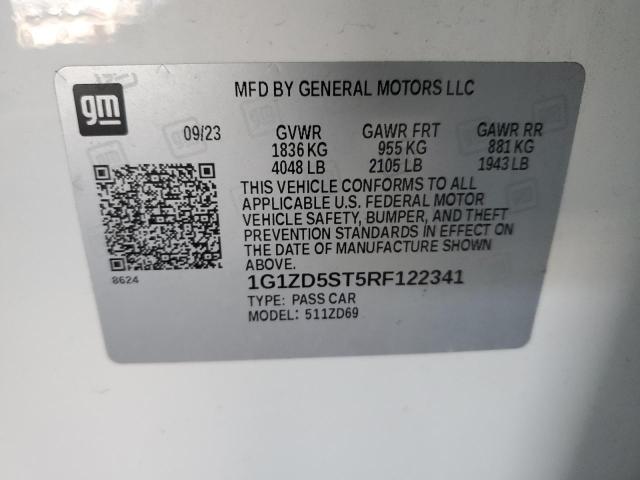 gm
MFD BY GENERAL MOTORS LLC
09/23 GVWR GAWR FRT GAWR RR
1836 KG 955 KG 881 KG
4048 LB 2105 LB 1943 LB
THIS VEHICLE CONFORMS TO ALL
APPLICABLE U.S. FEDERAL MOTOR
VEHICLE SAFETY, BUMPER, AND THEFT
PREVENTION STANDARDS IN EFFECT ON
THE DATE OF MANUFACTURE SHOWN
ABOVE.
8624
1G1ZD5ST5RF122341
TYPE: PASS CAR
MODEL: 511ZD69